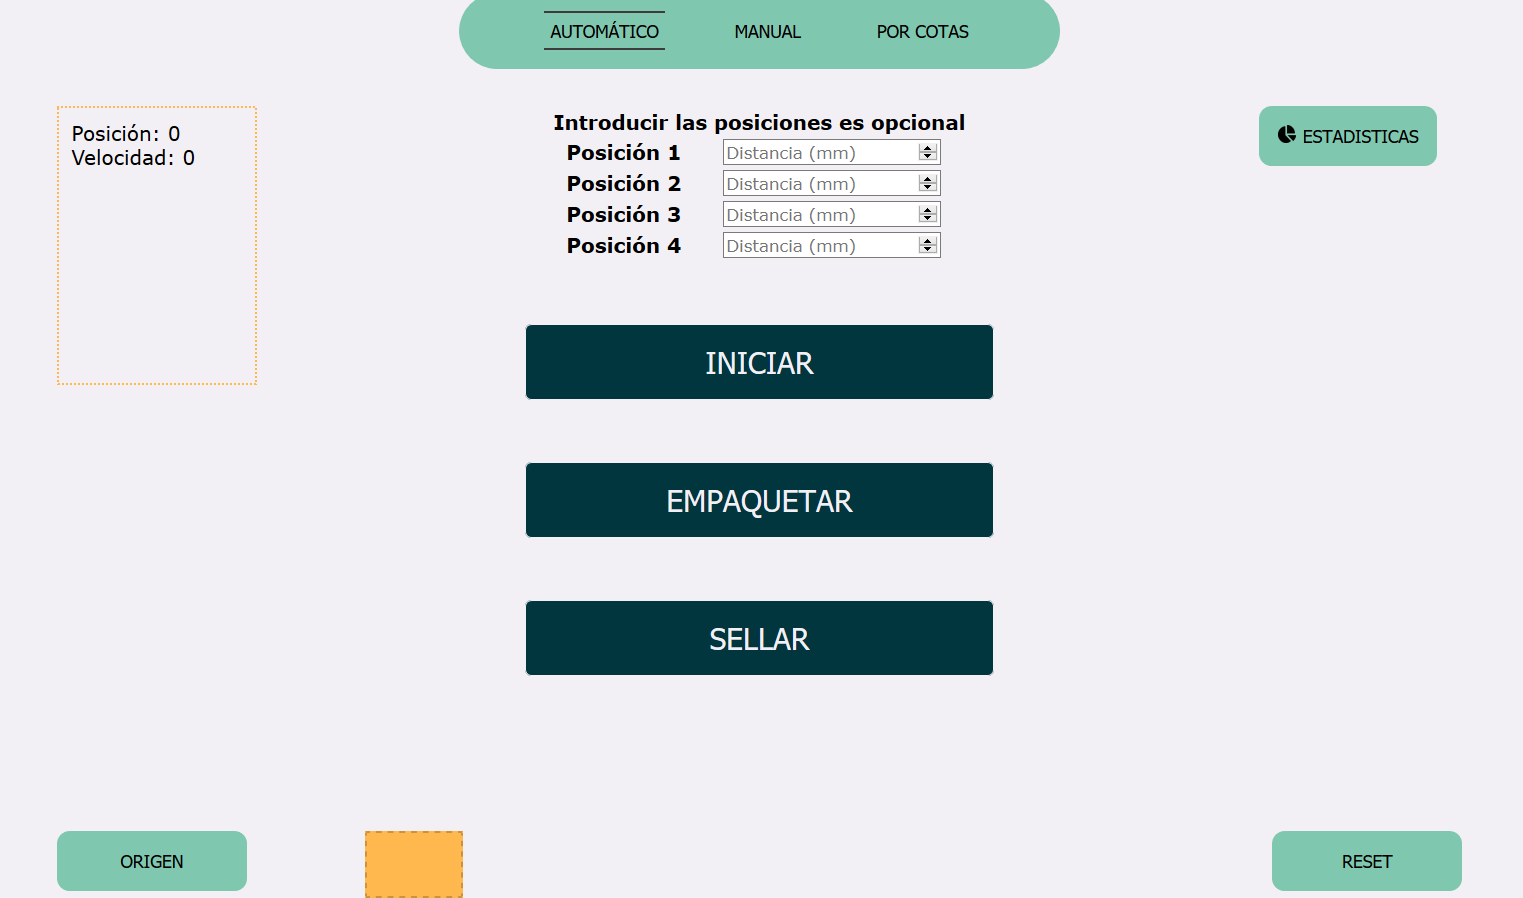 AUTOMÁTICO MANUAL POR COTAS
Posición: 0
Velocidad: 0
Introducir las posiciones es opcional
Posición 1 Distancia (mm)
Posición 2 Distancia (mm)
Posición 3 Distancia (mm)
Posición 4 Distancia (mm)
ESTADISTICAS
INICIAR
EMPAQUETAR
SELLAR
ORIGEN
RESET